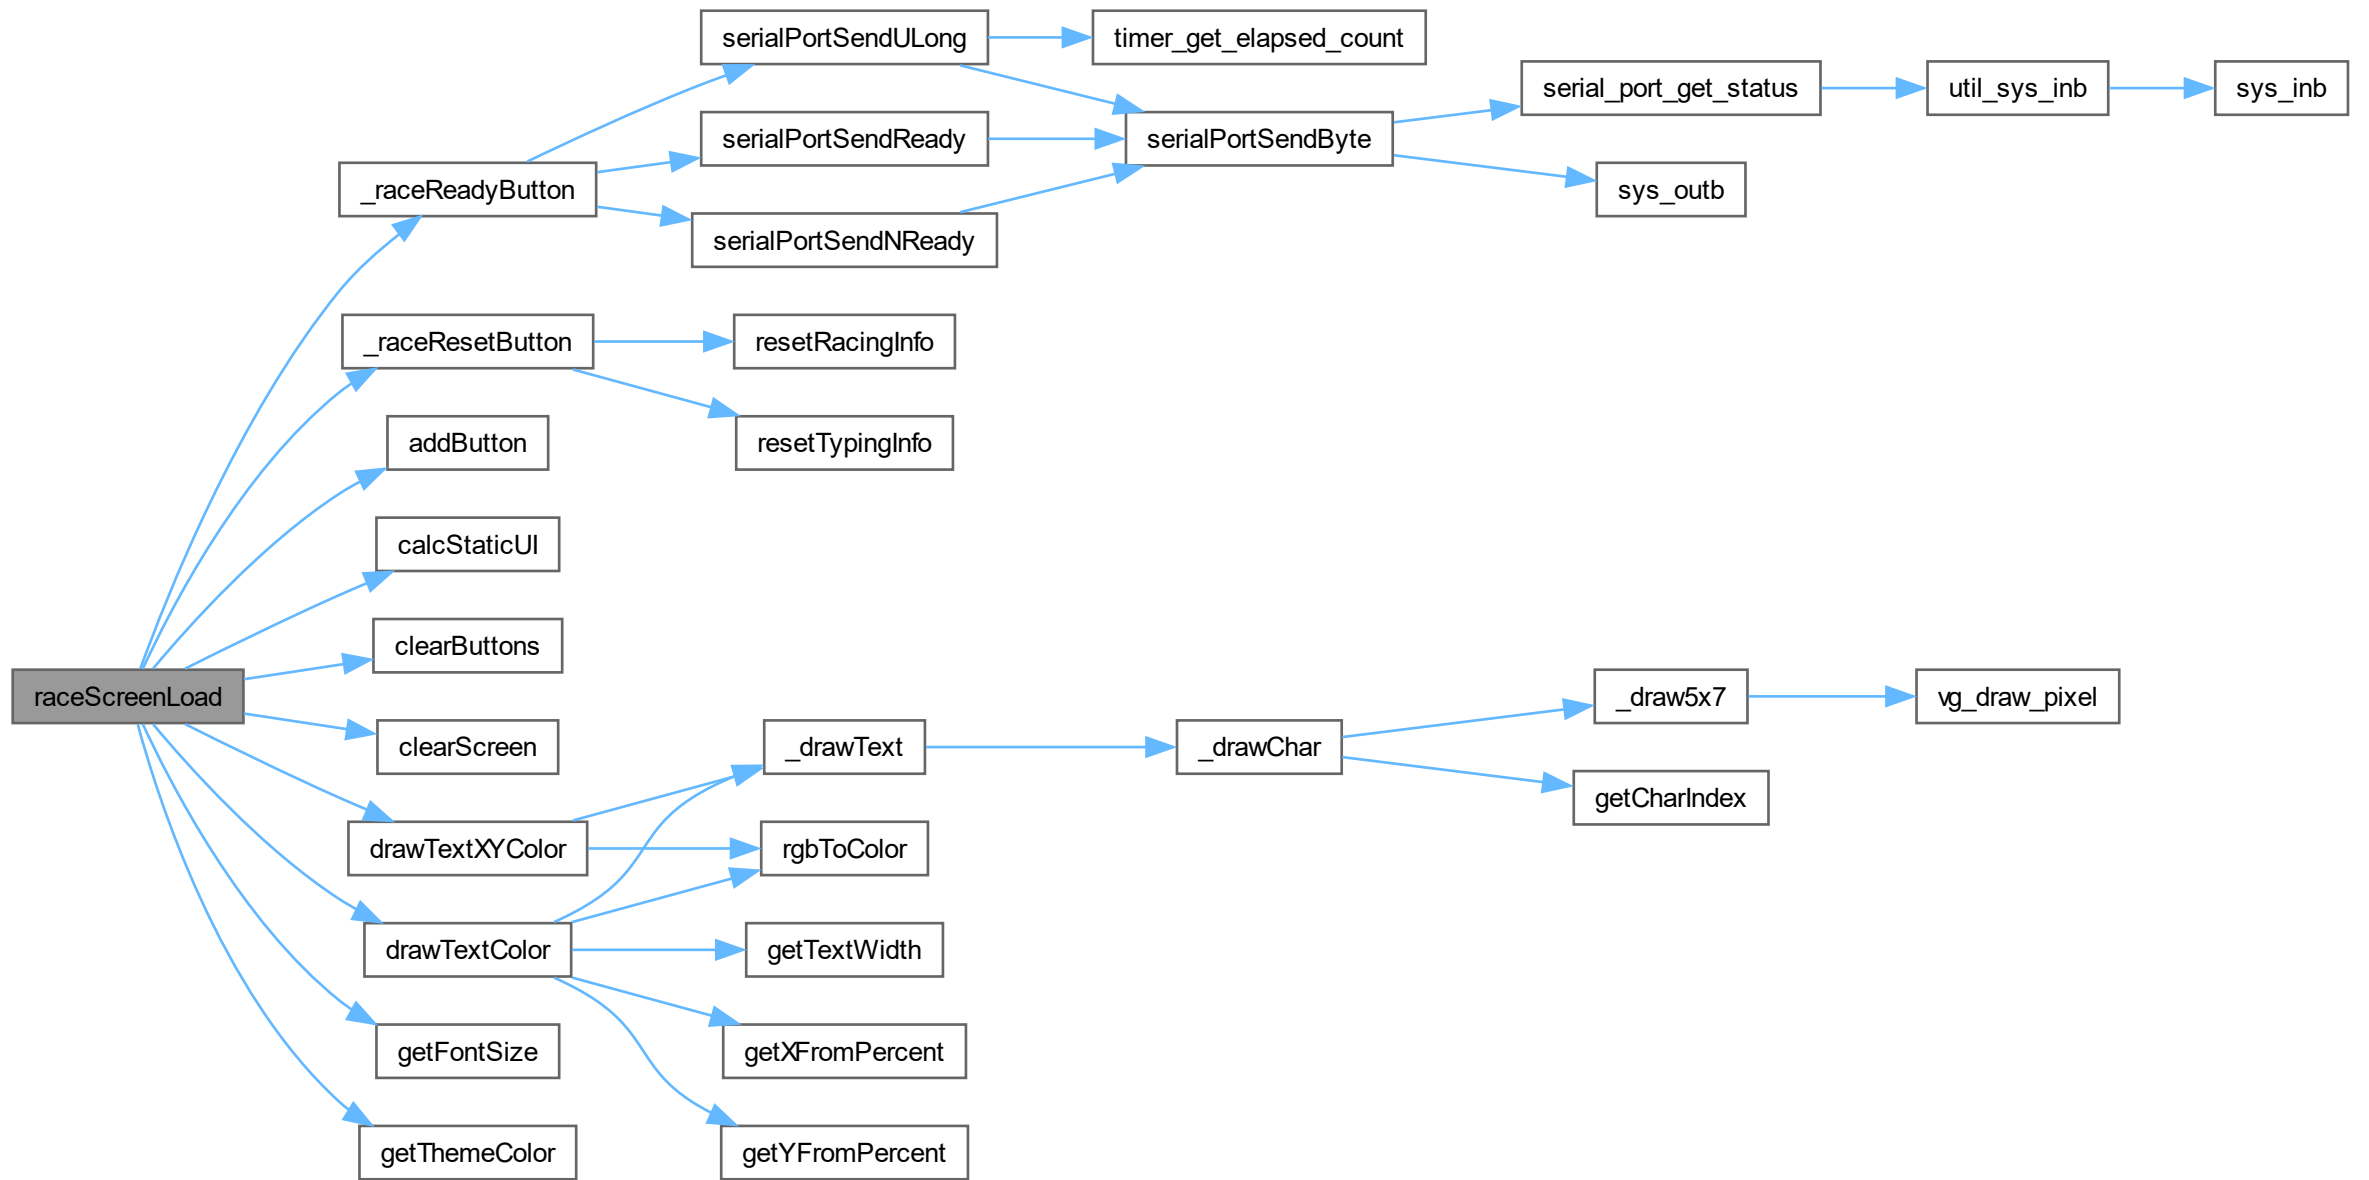 serialPortSendULong
timer_get_elapsed_count
serial_port_get_status
util_sys_inb
sys_inb
serialPortSendReady
serialPortSendByte
_raceReadyButton
sys_outb
serialPortSendNReady
_raceResetButton
resetRacingInfo
addButton
resetTypingInfo
calcStaticUI
clearButtons
raceScreenLoad
_draw5x7
vg_draw_pixel
clearScreen
_drawText
_drawChar
getCharIndex
drawTextXYColor
rgbToColor
drawTextColor
getTextWidth
getFontSize
getXFromPercent
getThemeColor
getYFromPercent